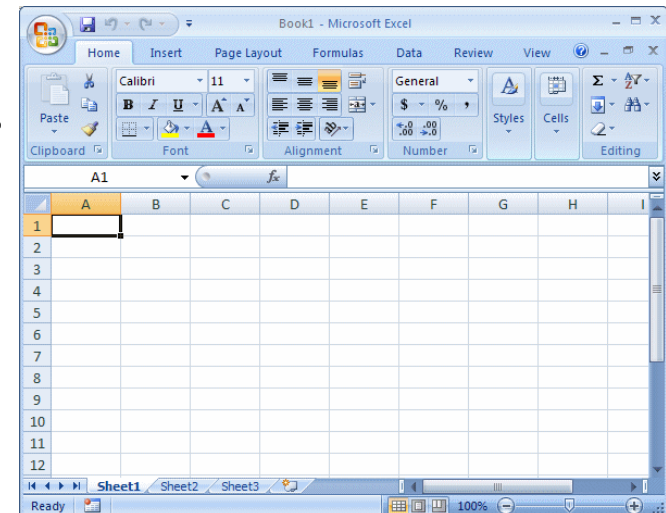 Book1 - Microsoft Excel
Home Insert Page Layout Formulas Data Review View
Calibri 11 General
B I U A A $ % ,
Paste A .00 .00 Styles Cells
Clipboard Font Alignment Number Editing
A1 fx
A B C D E F G H I
1
2
3
4
5
6
7
8
9
10
11
12
Sheet1 Sheet2 Sheet3
Ready 100%